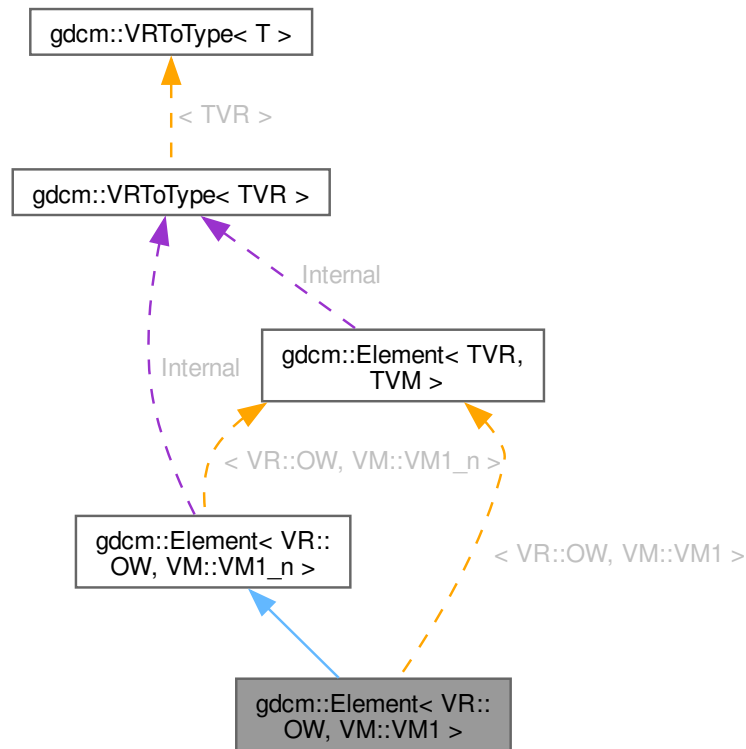 gdcm::VRToType< T >
< TVR >
gdcm::VRToType< TVR >
Internal
gdcm::Element< TVR,
TVM >
Internal
< VR::OW, VM::VM1_n >
gdcm::Element< VR::
OW, VM::VM1_n >
< VR::OW, VM::VM1 >
gdcm::Element< VR::
OW, VM::VM1 >